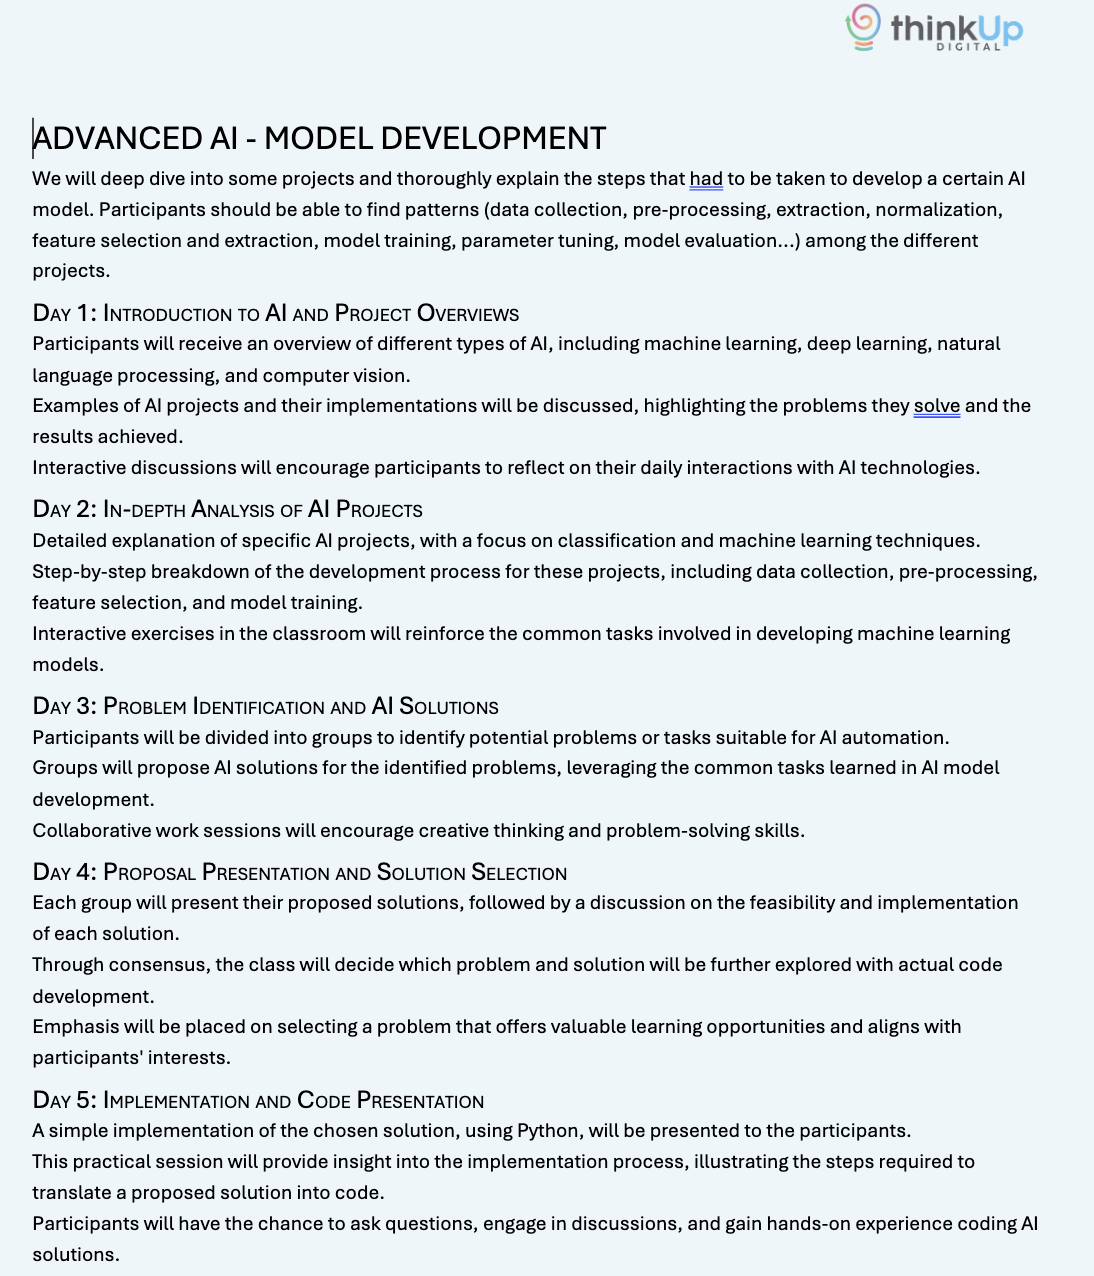 thinkUp
DIGITAL
ADVANCED AI - MODEL DEVELOPMENT
We will deep dive into some projects and thoroughly explain the steps that had to be taken to develop a certain AI
model. Participants should be able to find patterns (data collection, pre-processing, extraction, normalization,
feature selection and extraction, model training, parameter tuning, model evaluation...) among the different
projects.
Day 1: Introduction to AI and Project Overviews
Participants will receive an overview of different types of AI, including machine learning, deep learning, natural
language processing, and computer vision.
Examples of AI projects and their implementations will be discussed, highlighting the problems they solve and the
results achieved.
Interactive discussions will encourage participants to reflect on their daily interactions with AI technologies.
Day 2: In-depth Analysis of AI Projects
Detailed explanation of specific AI projects, with a focus on classification and machine learning techniques.
Step-by-step breakdown of the development process for these projects, including data collection, pre-processing,
feature selection, and model training.
Interactive exercises in the classroom will reinforce the common tasks involved in developing machine learning
models.
Day 3: Problem Identification and AI Solutions
Participants will be divided into groups to identify potential problems or tasks suitable for AI automation.
Groups will propose AI solutions for the identified problems, leveraging the common tasks learned in AI model
development.
Collaborative work sessions will encourage creative thinking and problem-solving skills.
Day 4: Proposal Presentation and Solution Selection
Each group will present their proposed solutions, followed by a discussion on the feasibility and implementation
of each solution.
Through consensus, the class will decide which problem and solution will be further explored with actual code
development.
Emphasis will be placed on selecting a problem that offers valuable learning opportunities and aligns with
participants' interests.
Day 5: Implementation and Code Presentation
A simple implementation of the chosen solution, using Python, will be presented to the participants.
This practical session will provide insight into the implementation process, illustrating the steps required to
translate a proposed solution into code.
Participants will have the chance to ask questions, engage in discussions, and gain hands-on experience coding AI
solutions.